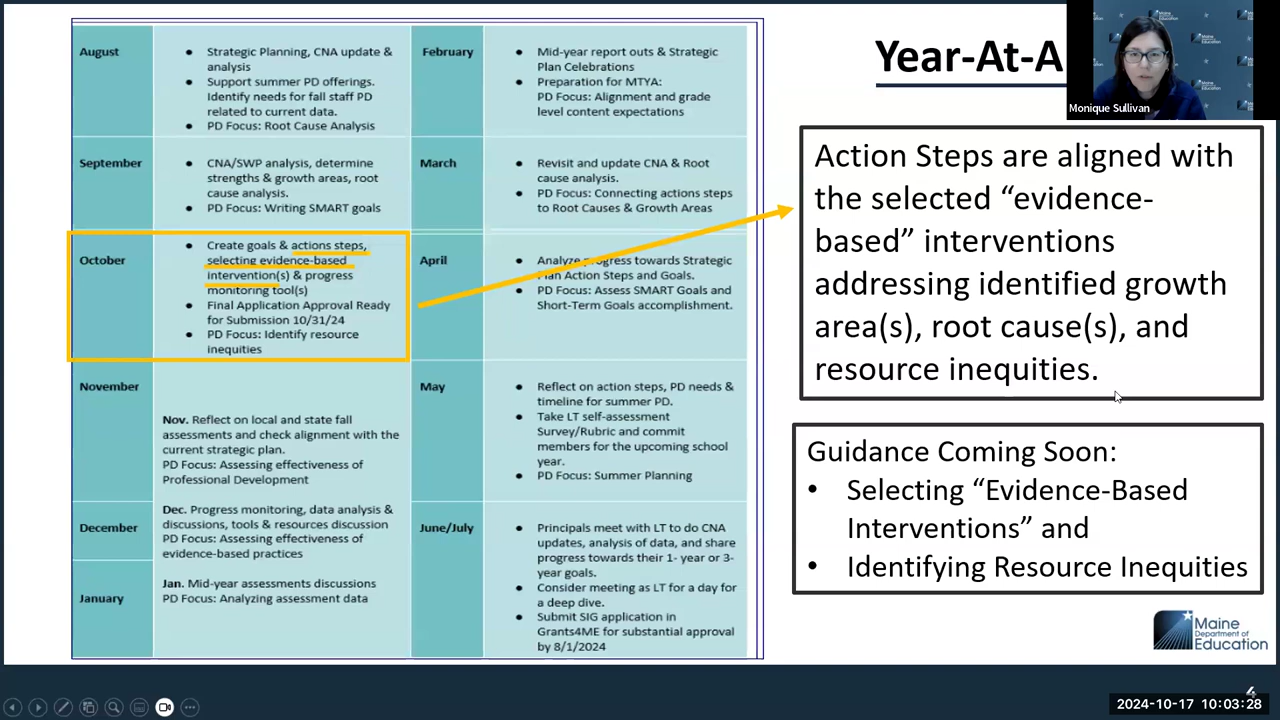 August
Strategic Planning, CNA update &
analysis
Support summer PD offerings.
Identify needs for fall staff PD
related to current data.
PD Focus: Root Cause Analysis
September
CNA/SWP analysis, determine
strengths & growth areas, root
cause analysis.
PD Focus: Writing SMART goals
October
Create goals & actions steps,
selecting evidence-based
intervention(s) & progress
monitoring tool(s)
Final Application Approval Ready
for Submission 10/31/24
PD Focus: Identify resource
inequities
November
Nov. Reflect on local and state fall
assessments and check alignment with the
current strategic plan.
PD Focus: Assessing effectiveness of
Professional Development
December
Dec. Progress monitoring, data analysis &
discussions, tools & resources discussion
PD Focus: Assessing effectiveness of
evidence-based practices
January
Jan. Mid-year assessments discussions
PD Focus: Analyzing assessment data
February
Mid-year report outs & Strategic
Plan Celebrations
Preparation for MTYA:
PD Focus: Alignment and grade
level content expectations
March
Revisit and update CNA & Root
cause analysis.
PD Focus: Connecting actions steps
to Root Causes & Growth Areas
April
Analyze progress towards Strategic
Plan Action Steps and Goals.
PD Focus: Assess SMART Goals and
Short-Term Goals accomplishment.
May
Reflect on action steps, PD needs &
timeline for summer PD.
Take LT self-assessment
Survey/Rubric and commit
members for the upcoming school
year.
PD Focus: Summer Planning
June/July
Principals meet with LT to do CNA
updates, analysis of data, and share
progress towards their 1- year or 3-
year goals.
Consider meeting as LT for a day for
a deep dive.
Submit SIG application in
Grants4ME for substantial approval
by 8/1/2024
Year-At-A
Monique Sullivan
Action Steps are aligned with
the selected “evidence-
based” interventions
addressing identified growth
area(s), root cause(s), and
resource inequities.
Guidance Coming Soon:
Selecting “Evidence-Based
Interventions” and
Identifying Resource Inequities
Maine
Department of
Education
4
2024-10-17 10:03:28